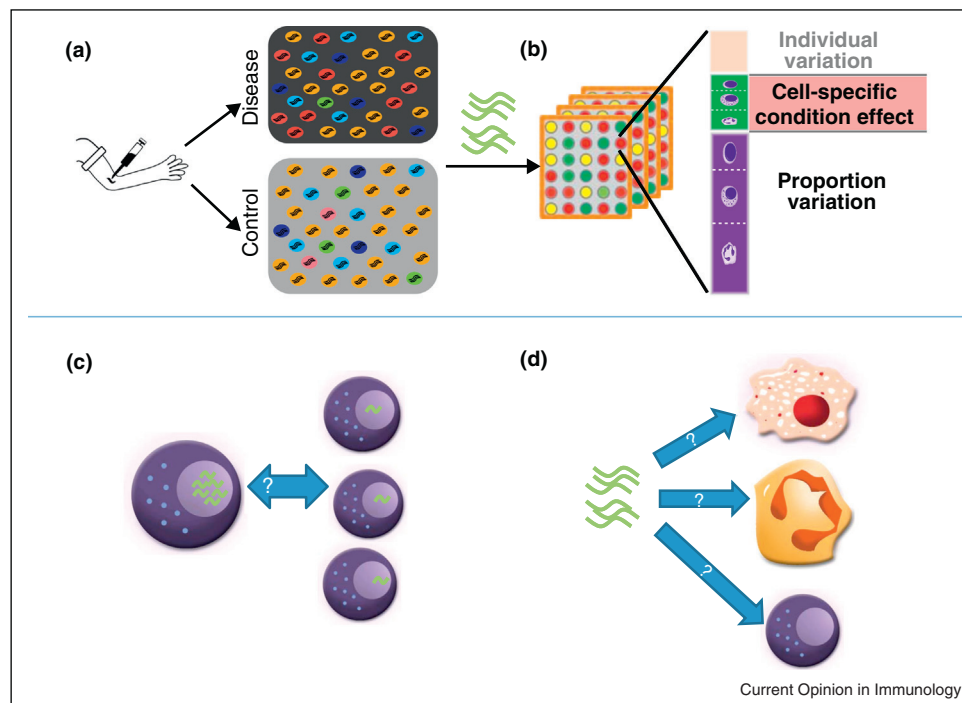 (a)
Disease
Control
(b)
Individual
variation
Cell-specific
condition effect
Proportion
variation
(c)
?
(d)
?
?
?
Current Opinion in Immunology